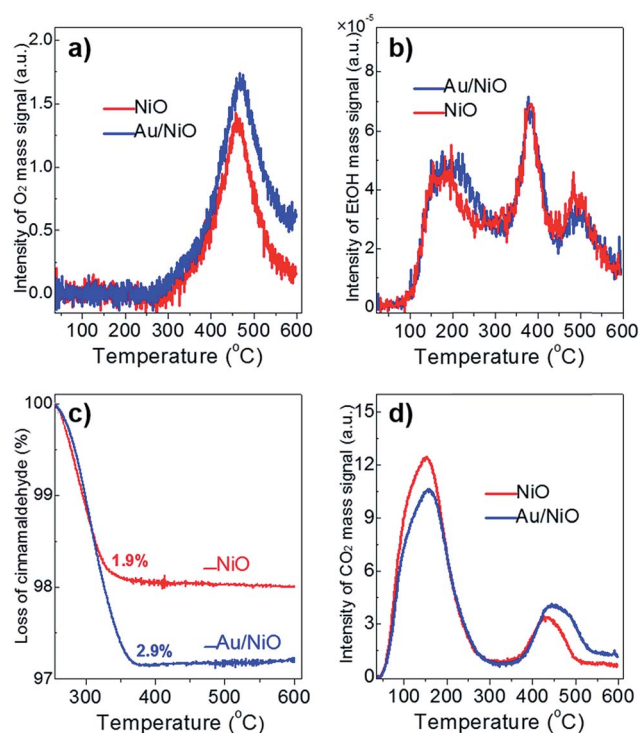 a)
Intensity of O₂ mass signal (a.u.)
2.0
1.5
1.0
0.5
0.0
NiO
Au/NiO
100 200 300 400 500 600
Temperature (°C)
×10⁻⁵
b)
Intensity of EtOH mass signal (a.u.)
8
6
4
2
0
Au/NiO
NiO
100 200 300 400 500 600
Temperature (°C)
c)
Loss of cinnamaldehyde (%)
100
99
98
97
1.9%
NiO
2.9%
Au/NiO
300 400 500 600
Temperature (°C)
d)
Intensity of CO₂ mass signal (a.u.)
15
12
9
6
3
0
NiO
Au/NiO
100 200 300 400 500 600
Temperature (°C)